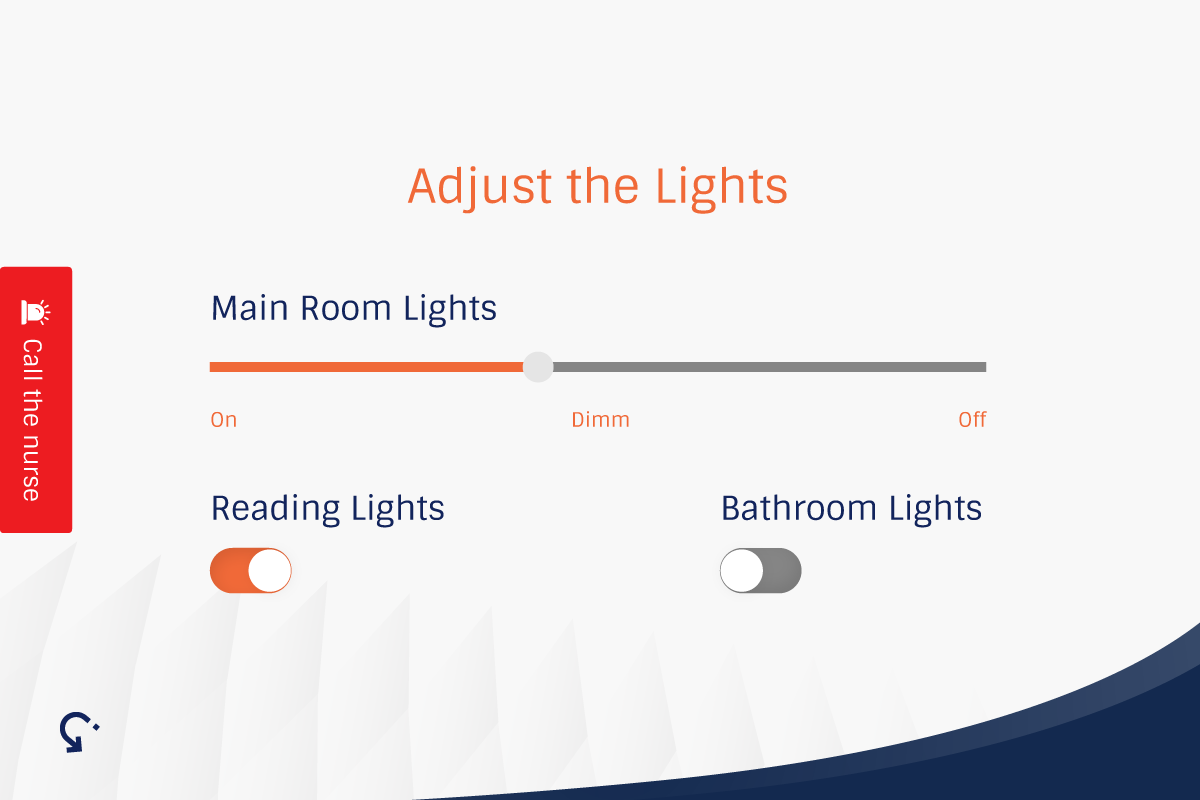 Adjust the Lights
Call the nurse
Main Room Lights
On
Dimm
Off
Reading Lights
Bathroom Lights